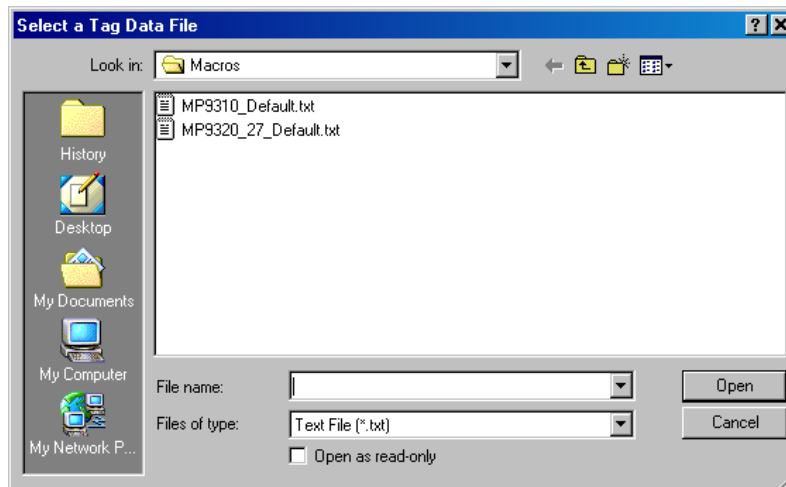 Select a Tag Data File
Look in: Macros
MP9310_Default.txt
MP9320_27_Default.txt
History
Desktop
My Documents
My Computer
My Network P...
File name:
Open
Files of type: Text File (*.txt)
Cancel
Open as read-only